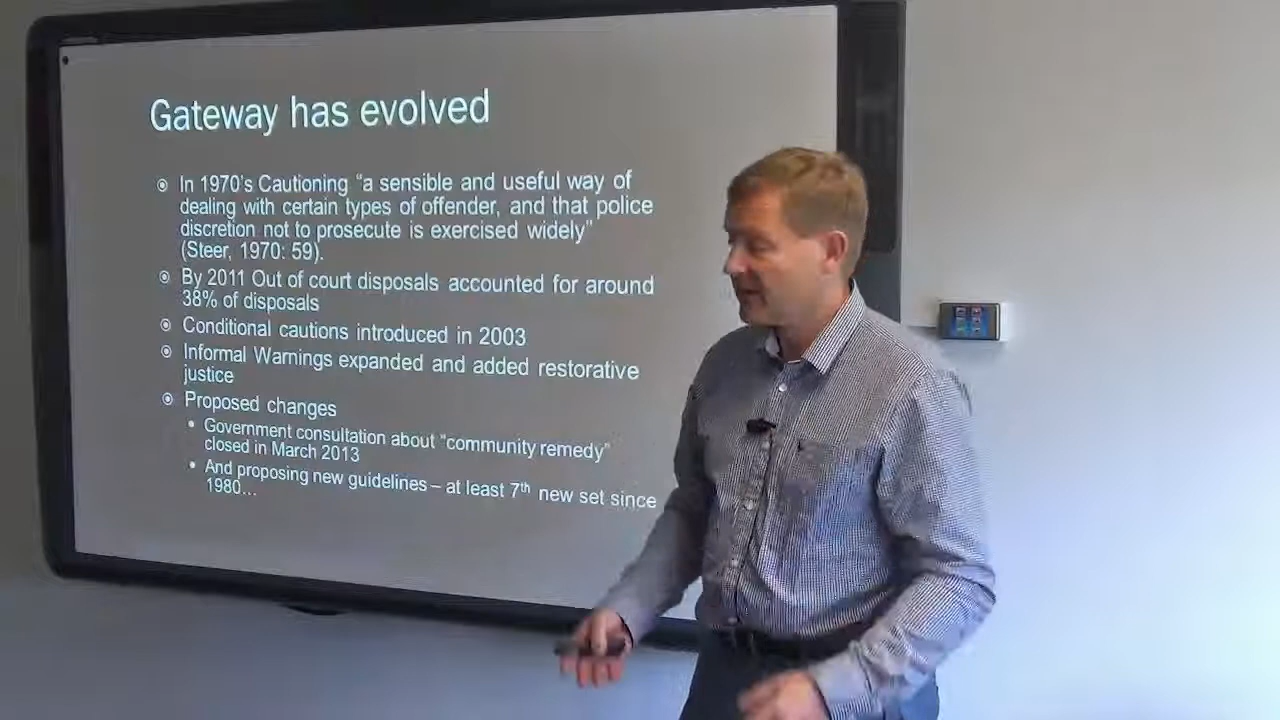 Gateway has evolved
In 1970's Cautioning “a sensible and useful way of
dealing with certain types of offender, and that police
discretion not to prosecute is exercised widely”
(Steer, 1970: 59).
By 2011 Out of court disposals accounted for around
38% of disposals
Conditional cautions introduced in 2003
Informal Warnings expanded and added restorative
justice
Proposed changes
Government consultation about “community remedy”
closed in March 2013
And proposing new guidelines – at least 7th new set since
1980...